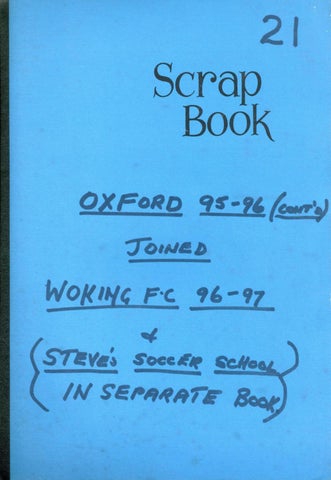 21
Scrap
Book
OXFORD 95-96 (CONT'D)
JOINED
WOKING F.C 96-97
&
(STEVE'S SOCCER SCHOOL
IN SEPARATE BOOK)